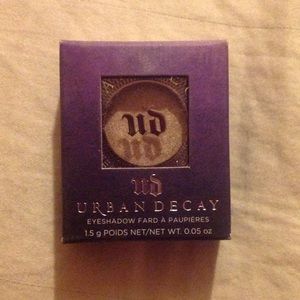 ud
ud
ud
URBAN DECAY
EYESHADOW FARD À PAUPIÈRES
1.5 g POIDS NET/NET WT. 0.05 oz